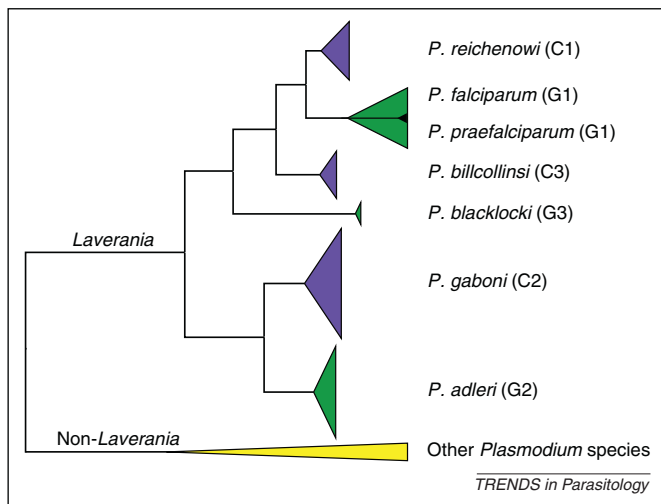 P. reichenowi (C1)
P. falciparum (G1)
P. praefalciparum (G1)
P. billcollinsi (C3)
P. blacklocki (G3)
Laverania
P. gaboni (C2)
P. adleri (G2)
Non-Laverania
Other Plasmodium species
TRENDS in Parasitology